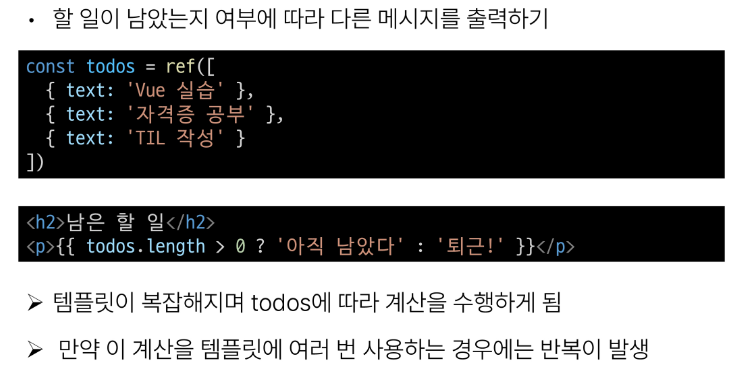 • 할 일이 남았는지 여부에 따라 다른 메시지를 출력하기
const todos = ref([
  { text: 'Vue 실습' },
  { text: '자격증 공부' },
  { text: 'TIL 작성' }
])
<h2>남은 할 일</h2>
<p>{{ todos.length > 0 ? '아직 남았다' : '퇴근!' }}</p>
➢ 템플릿이 복잡해지며 todos에 따라 계산을 수행하게 됨
➢ 만약 이 계산을 템플릿에 여러 번 사용하는 경우에는 반복이 발생